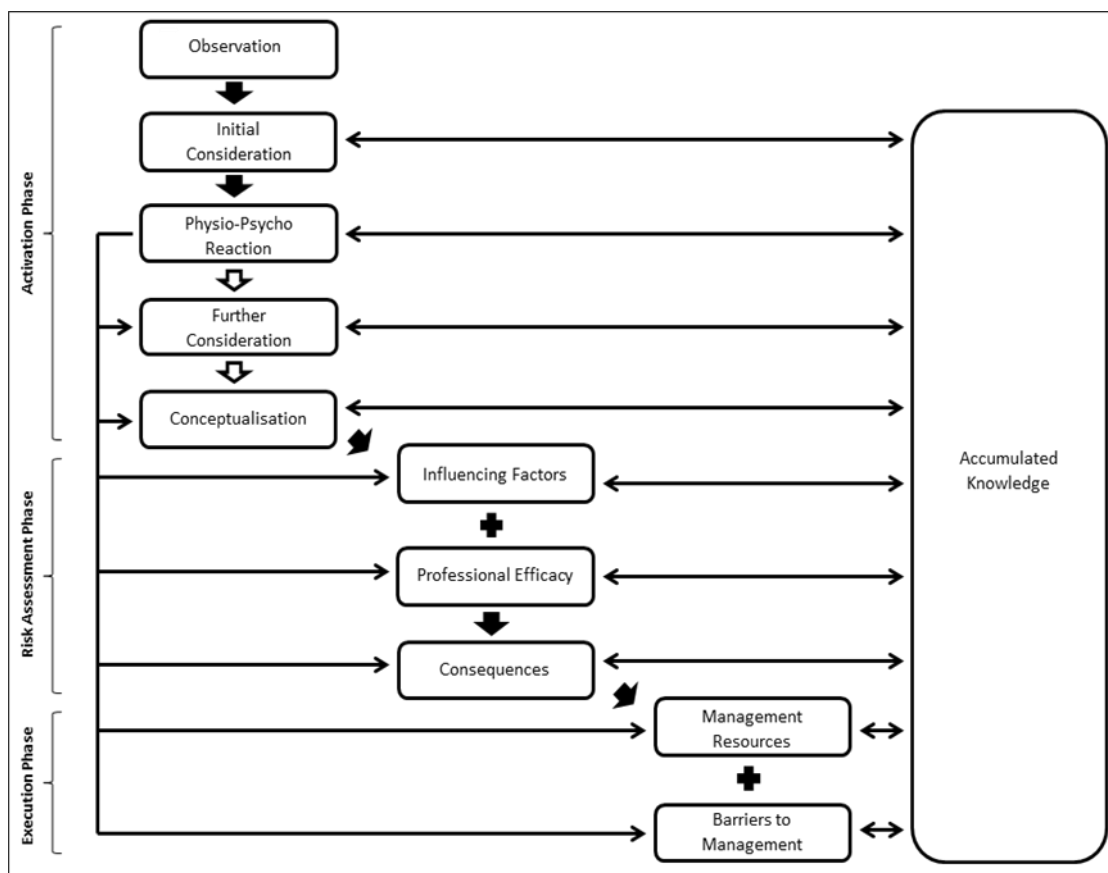 Activation Phase
Observation
Initial
Consideration
Physio-Psycho
Reaction
Further
Consideration
Conceptualisation
Risk Assessment Phase
Influencing Factors
Professional Efficacy
Consequences
Execution Phase
Management
Resources
Barriers to
Management
Accumulated
Knowledge